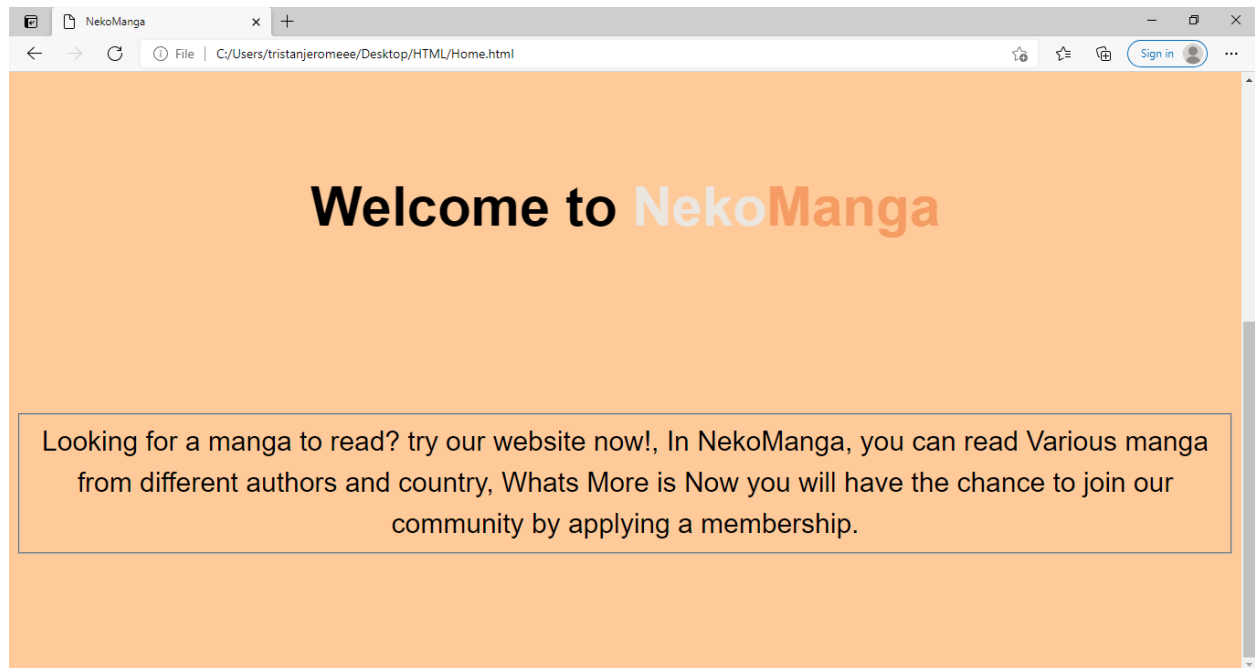 NekoManga
File | C:/Users/tristanjeromeee/Desktop/HTML/Home.html
Sign in
Welcome to NekoManga
Looking for a manga to read? try our website now!, In NekoManga, you can read Various manga
from different authors and country, Whats More is Now you will have the chance to join our
community by applying a membership.